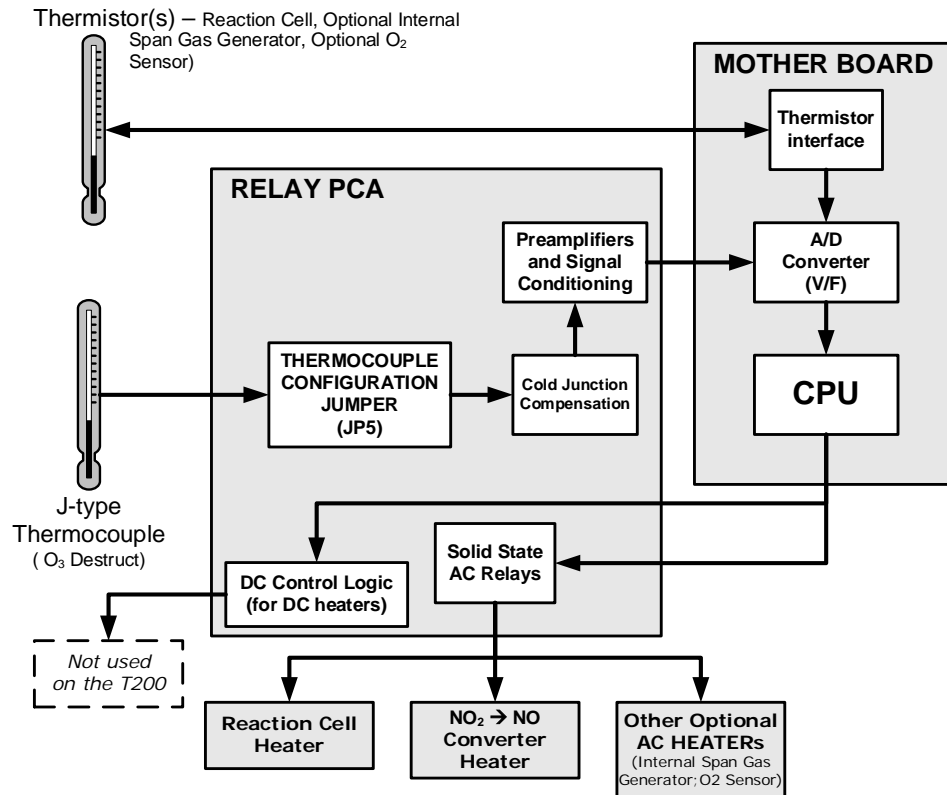 Thermistor(s) – Reaction Cell, Optional Internal
Span Gas Generator, Optional O₂
Sensor)
MOTHER BOARD
Thermistor
interface
RELAY PCA
Preamplifiers
and Signal
Conditioning
A/D
Converter
(V/F)
THERMOCOUPLE
CONFIGURATION
JUMPER
(JP5)
Cold Junction
Compensation
CPU
J-type
Thermocouple
( O₃ Destruct)
Solid State
AC Relays
DC Control Logic
(for DC heaters)
Not used
on the T200
Reaction Cell
Heater
NO₂ → NO
Converter
Heater
Other Optional
AC HEATERs
(Internal Span Gas
Generator; O2 Sensor)